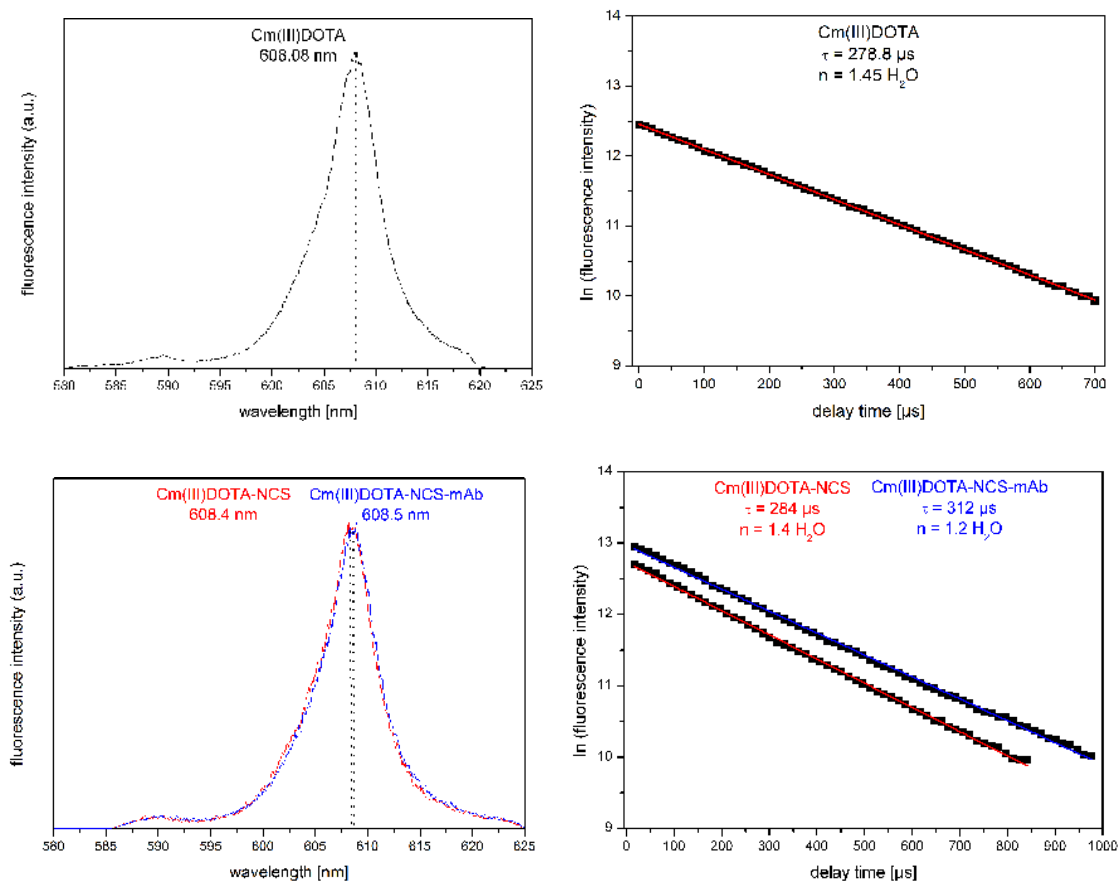 Cm(III)DOTA
608.08 nm
fluorescence intensity (a.u.)
580 585 590 595 600 605 610 615 620 625
wavelength [nm]
Cm(III)DOTA
τ = 278.8 µs
n = 1.45 H₂O
ln (fluorescence intensity)
14
13
12
11
10
9
0 100 200 300 400 500 600 700
delay time [µs]
Cm(III)DOTA-NCS Cm(III)DOTA-NCS-mAb
608.4 nm 608.5 nm
fluorescence intensity (a.u.)
580 585 590 595 600 605 610 615 620 625
wavelength [nm]
Cm(III)DOTA-NCS Cm(III)DOTA-NCS-mAb
τ = 284 µs τ = 312 µs
n = 1.4 H₂O n = 1.2 H₂O
ln (fluorescence intensity)
14
13
12
11
10
9
0 100 200 300 400 500 600 700 800 900 1000
delay time [µs]